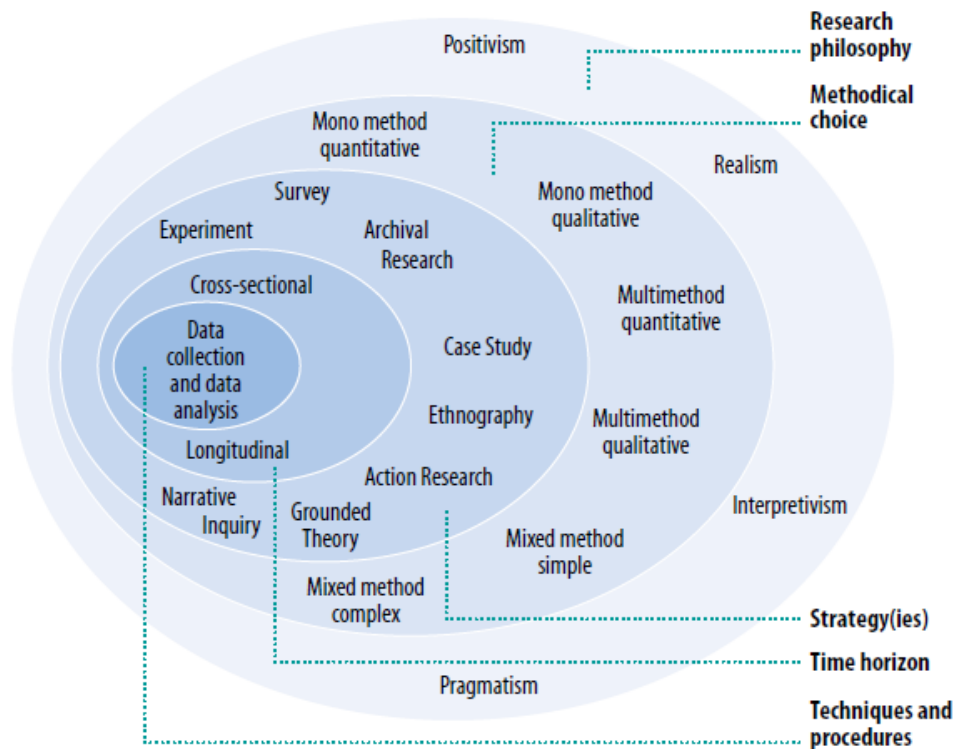 Positivism
Research
philosophy
Methodical
choice
Mono method
quantitative
Realism
Survey
Mono method
qualitative
Experiment
Archival
Research
Cross-sectional
Multimethod
quantitative
Data
collection
and data
analysis
Case Study
Ethnography
Multimethod
qualitative
Longitudinal
Action Research
Narrative
Inquiry
Grounded
Theory
Interpretivism
Mixed method
simple
Mixed method
complex
Strategy(ies)
Time horizon
Pragmatism
Techniques and
procedures